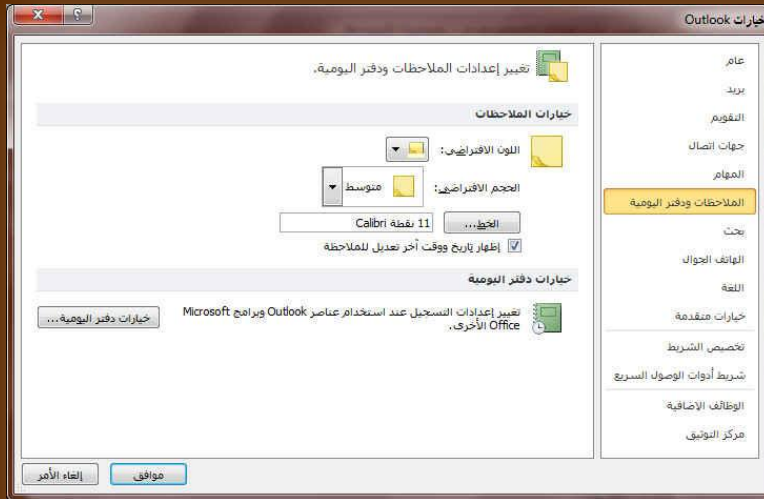 خيارات Outlook
عام
بريد
التقويم
جهات اتصال
المهام
الملاحظات ودفتر اليومية
بحث
الهاتف الجوال
اللغة
خيارات متقدمة
تخصيص الشريط
شريط أدوات الوصول السريع
الوظائف الإضافية
مركز التوثيق
تغيير إعدادات الملاحظات ودفتر اليومية.
خيارات الملاحظات
اللون الافتراضي:
الحجم الافتراضي: متوسط
الخط... 11 نقطة Calibri
إظهار تاريخ ووقت آخر تعديل للملاحظة
خيارات دفتر اليومية
تغيير إعدادات التسجيل عند استخدام عناصر Outlook وبرامج Microsoft
Office الأخرى.
خيارات دفتر اليومية...
موافق
إلغاء الأمر